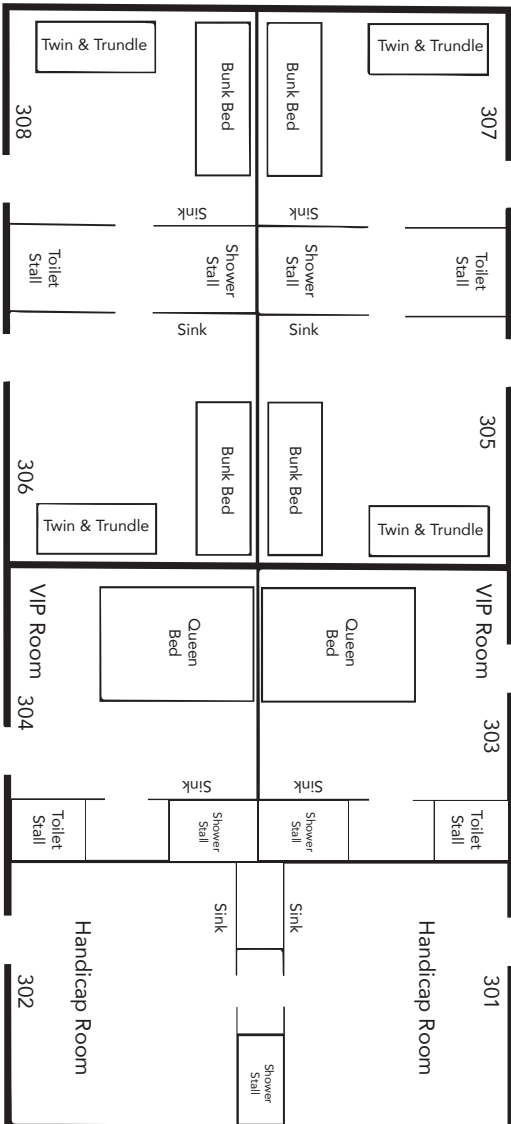 Twin & Trundle
Bunk Bed
Bunk Bed
Twin & Trundle
308
307
Sink
Sink
Toilet
Stall
Shower
Stall
Shower
Stall
Toilet
Stall
Sink
Sink
306
Bunk Bed
Bunk Bed
305
Twin & Trundle
Twin & Trundle
VIP Room
304
Queen
Bed
Queen
Bed
VIP Room
303
Sink
Sink
Toilet
Stall
Shower
Stall
Shower
Stall
Toilet
Stall
Sink
Sink
Handicap Room
302
Handicap Room
301
Shower
Stall